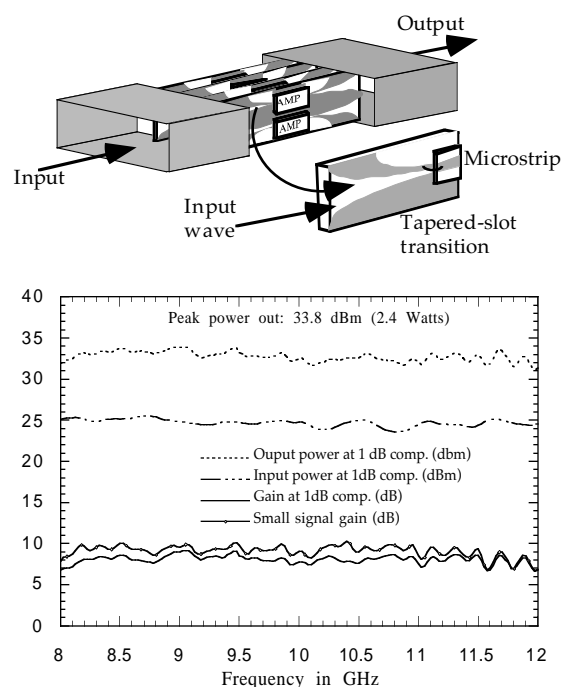 Output
AMP
AMP
Input
Microstrip
Input
wave
Tapered-slot
transition
40
35
30
25
20
15
10
5
0
Peak power out: 33.8 dBm (2.4 Watts)
Ouput power at 1 dB comp. (dbm)
Input power at 1dB comp. (dBm)
Gain at 1dB comp. (dB)
Small signal gain (dB)
8 8.5 9 9.5 10 10.5 11 11.5 12
Frequency in GHz